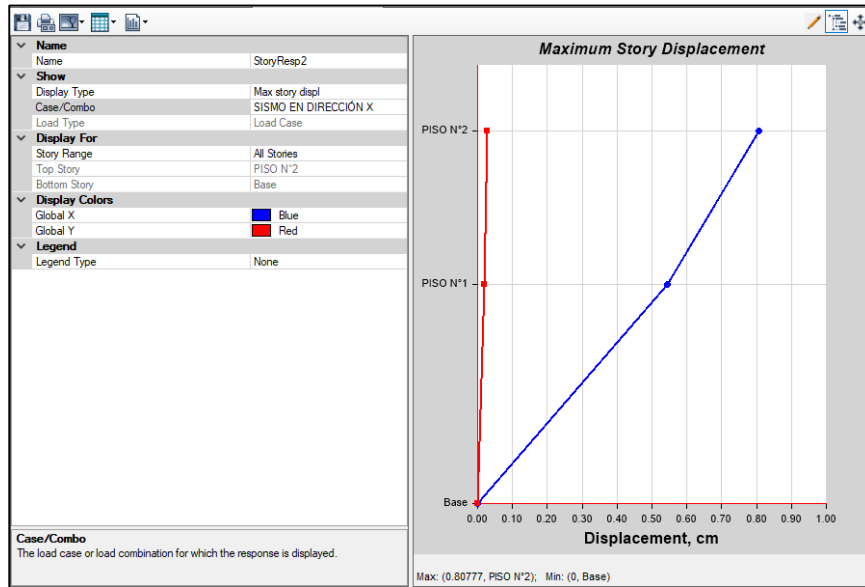 Name
Name StoryResp2
Show
Display Type Max story displ
Case/Combo SISMO EN DIRECCIÓN X
Load Type Load Case
Display For
Story Range All Stories
Top Story PISO N°2
Bottom Story Base
Display Colors
Global X Blue
Global Y Red
Legend
Legend Type None
Case/Combo
The load case or load combination for which the response is displayed.
Maximum Story Displacement
PISO N°2
PISO N°1
Base
0.00 0.10 0.20 0.30 0.40 0.50 0.60 0.70 0.80 0.90 1.00
Displacement, cm
Max: (0.80777, PISO N°2); Min: (0, Base)